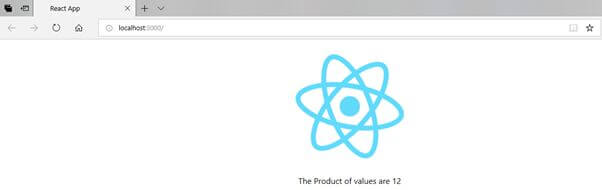 React App
localhost:3000/
The Product of values are 12